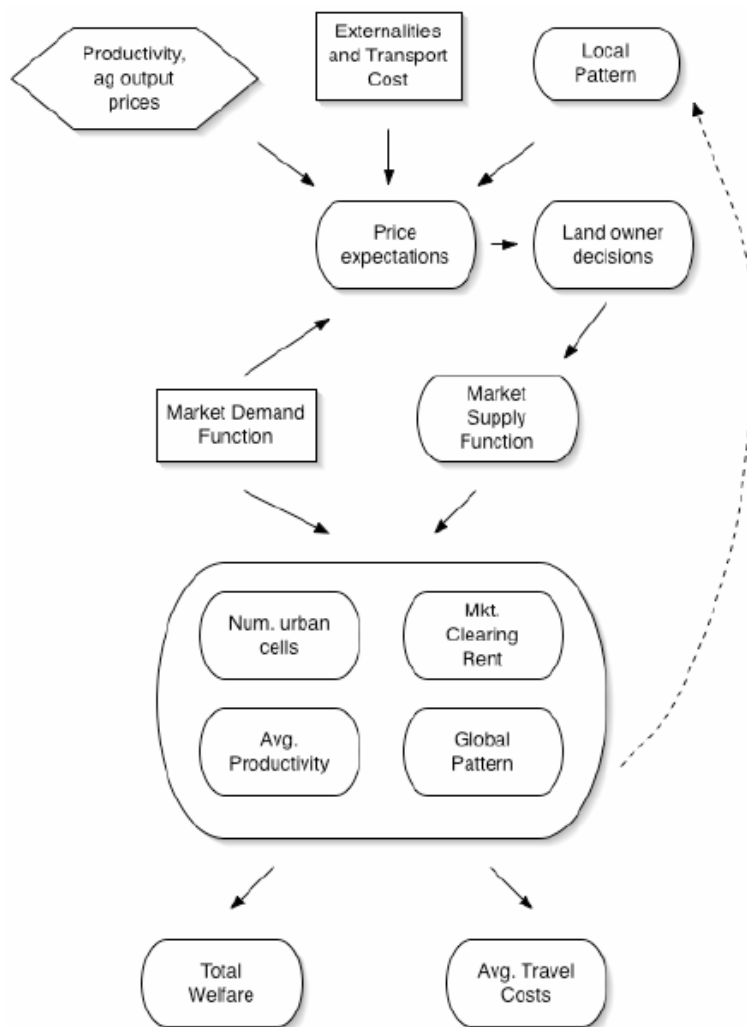 Productivity,
ag output
prices
Externalities
and Transport
Cost
Local
Pattern
Price
expectations
Land owner
decisions
Market Demand
Function
Market
Supply
Function
Num. urban
cells
Mkt.
Clearing
Rent
Avg.
Productivity
Global
Pattern
Total
Welfare
Avg. Travel
Costs